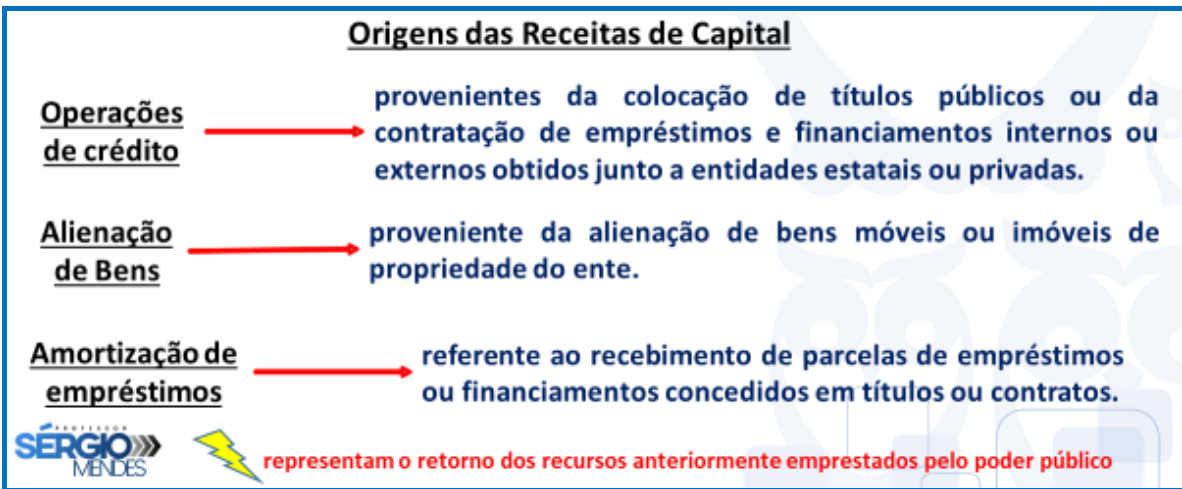 Origens das Receitas de Capital
Operações
de crédito
provenientes da colocação de títulos públicos ou da
contratação de empréstimos e financiamentos internos ou
externos obtidos junto a entidades estatais ou privadas.
Alienação
de Bens
proveniente da alienação de bens móveis ou imóveis de
propriedade do ente.
Amortização de
empréstimos
referente ao recebimento de parcelas de empréstimos
ou financiamentos concedidos em títulos ou contratos.
PROFESSOR
SÉRGIO
MENDES
representam o retorno dos recursos anteriormente emprestados pelo poder público